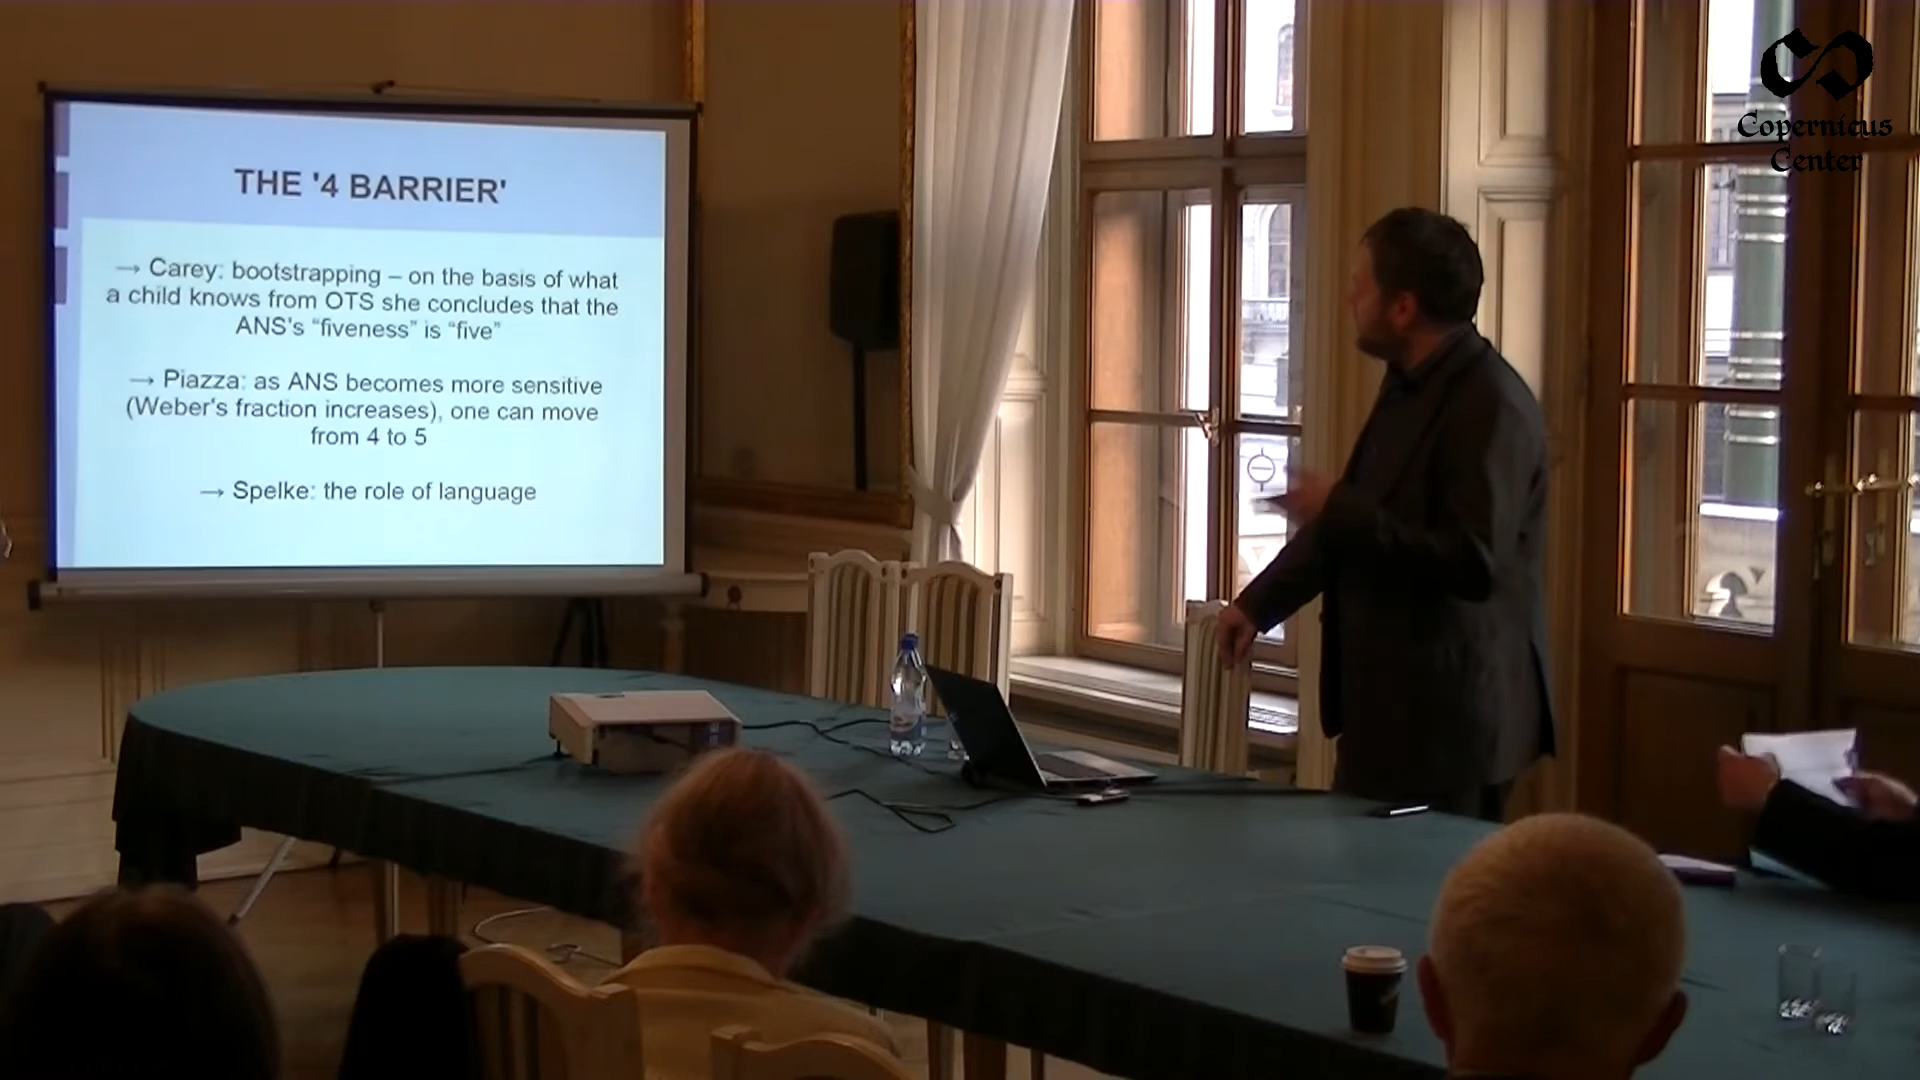 THE '4 BARRIER'
→ Carey: bootstrapping – on the basis of what
a child knows from OTS she concludes that the
ANS's “fiveness” is “five”
→ Piazza: as ANS becomes more sensitive
(Weber's fraction increases), one can move
from 4 to 5
→ Spelke: the role of language
Copernicus
Center